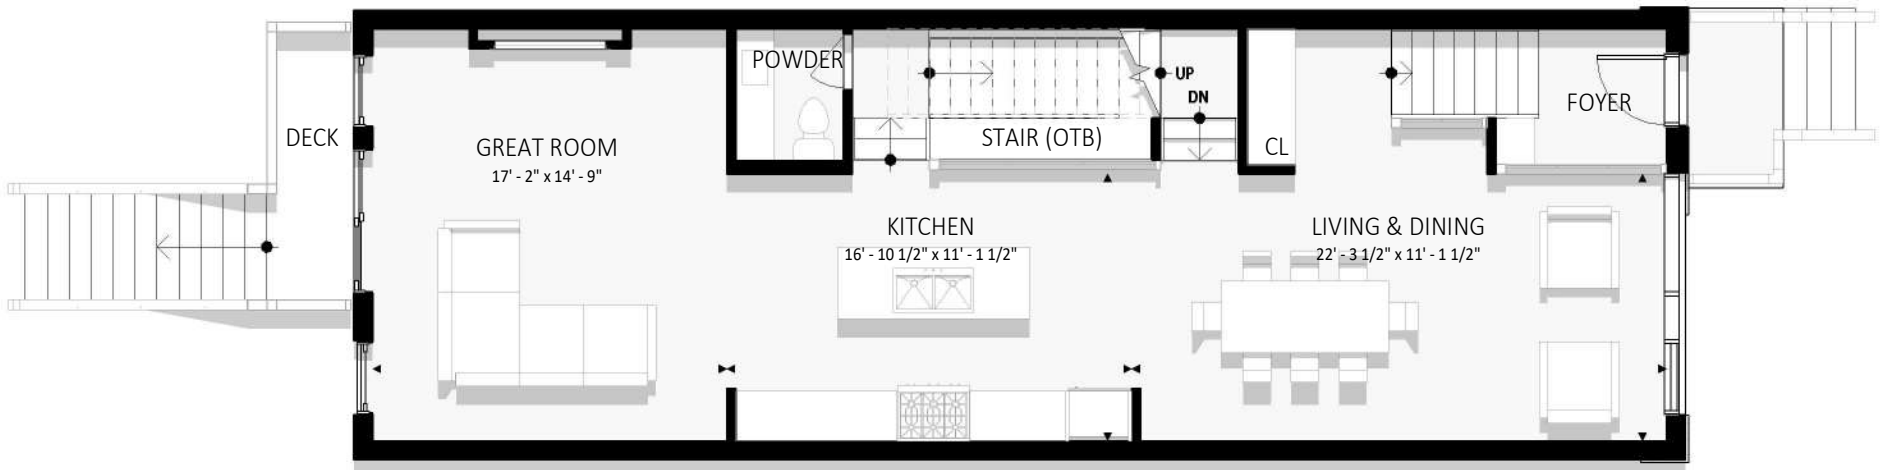 POWDER
UP
DN
FOYER
DECK
GREAT ROOM
17' - 2" x 14' - 9"
STAIR (OTB)
CL
KITCHEN
16' - 10 1/2" x 11' - 1 1/2"
LIVING & DINING
22' - 3 1/2" x 11' - 1 1/2"